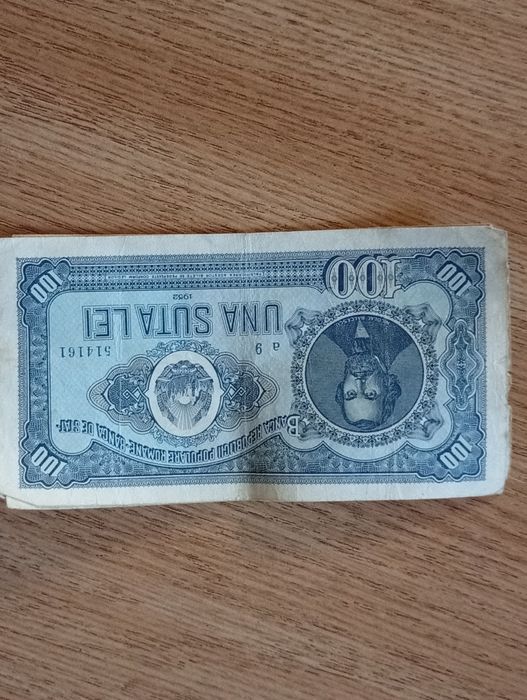 100
100
BANCA REPUBLICII POPULARE ROMANE-BANCA DE STAT-
a 9
514161
UNA SUTA LEI
1952
100
100
100